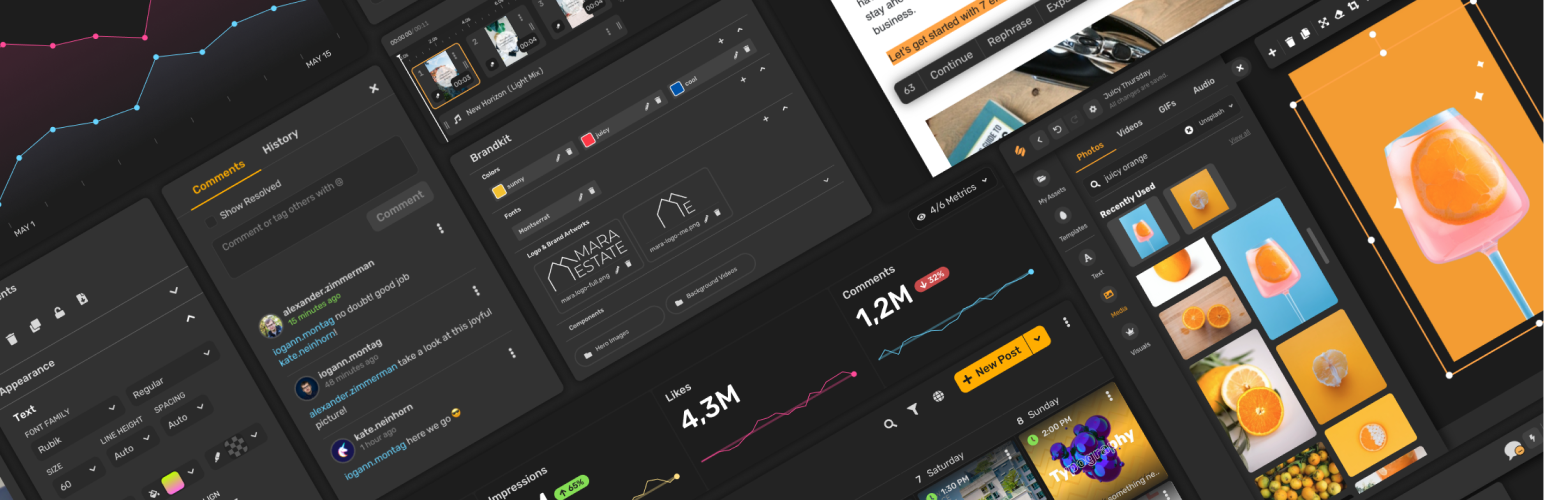 MAY 1
MAY 15
Appearance
Text
FONT FAMILY
Rubik
Regular
LINE HEIGHT
SPACING
Auto
Auto
SIZE
60
Comments
History
Show Resolved
Comment or tag others with @
Comment
alexander.zimmerman
15 minutes ago
iogann.montag no doubt! good job
kate.neinhorn!
iogann.montag
48 minutes ago
alexander.zimmerman take a look at this joyful
picture!
kate.neinhorn
1 hour ago
iogann.montag here we go
1
00:03
2
00:04
3
00:04
New Horizon (Light Mix)
Brandkit
Colors
sunny
juicy
cool
Fonts
Montserrat
Logo & Brand Artworks
MARA
ESTATE
mara-logo-full.png
ME
mara-logo-me.png
Components
Hero Images
Background Videos
Impressions
65%
Likes
4,3M
Comments
1,2M
32%
4/6 Metrics
New Post
7 Saturday
8 Sunday
1:30 PM
2:00 PM
Typography
business.
Let's get started with 7
63
Continue
Rephrase
Juicy Thursday
All changes are saved.
My Assets
Templates
Text
Media
Visuals
Photos
Videos
GIFs
Audio
Unsplash
juicy orange
View all
Recently Used